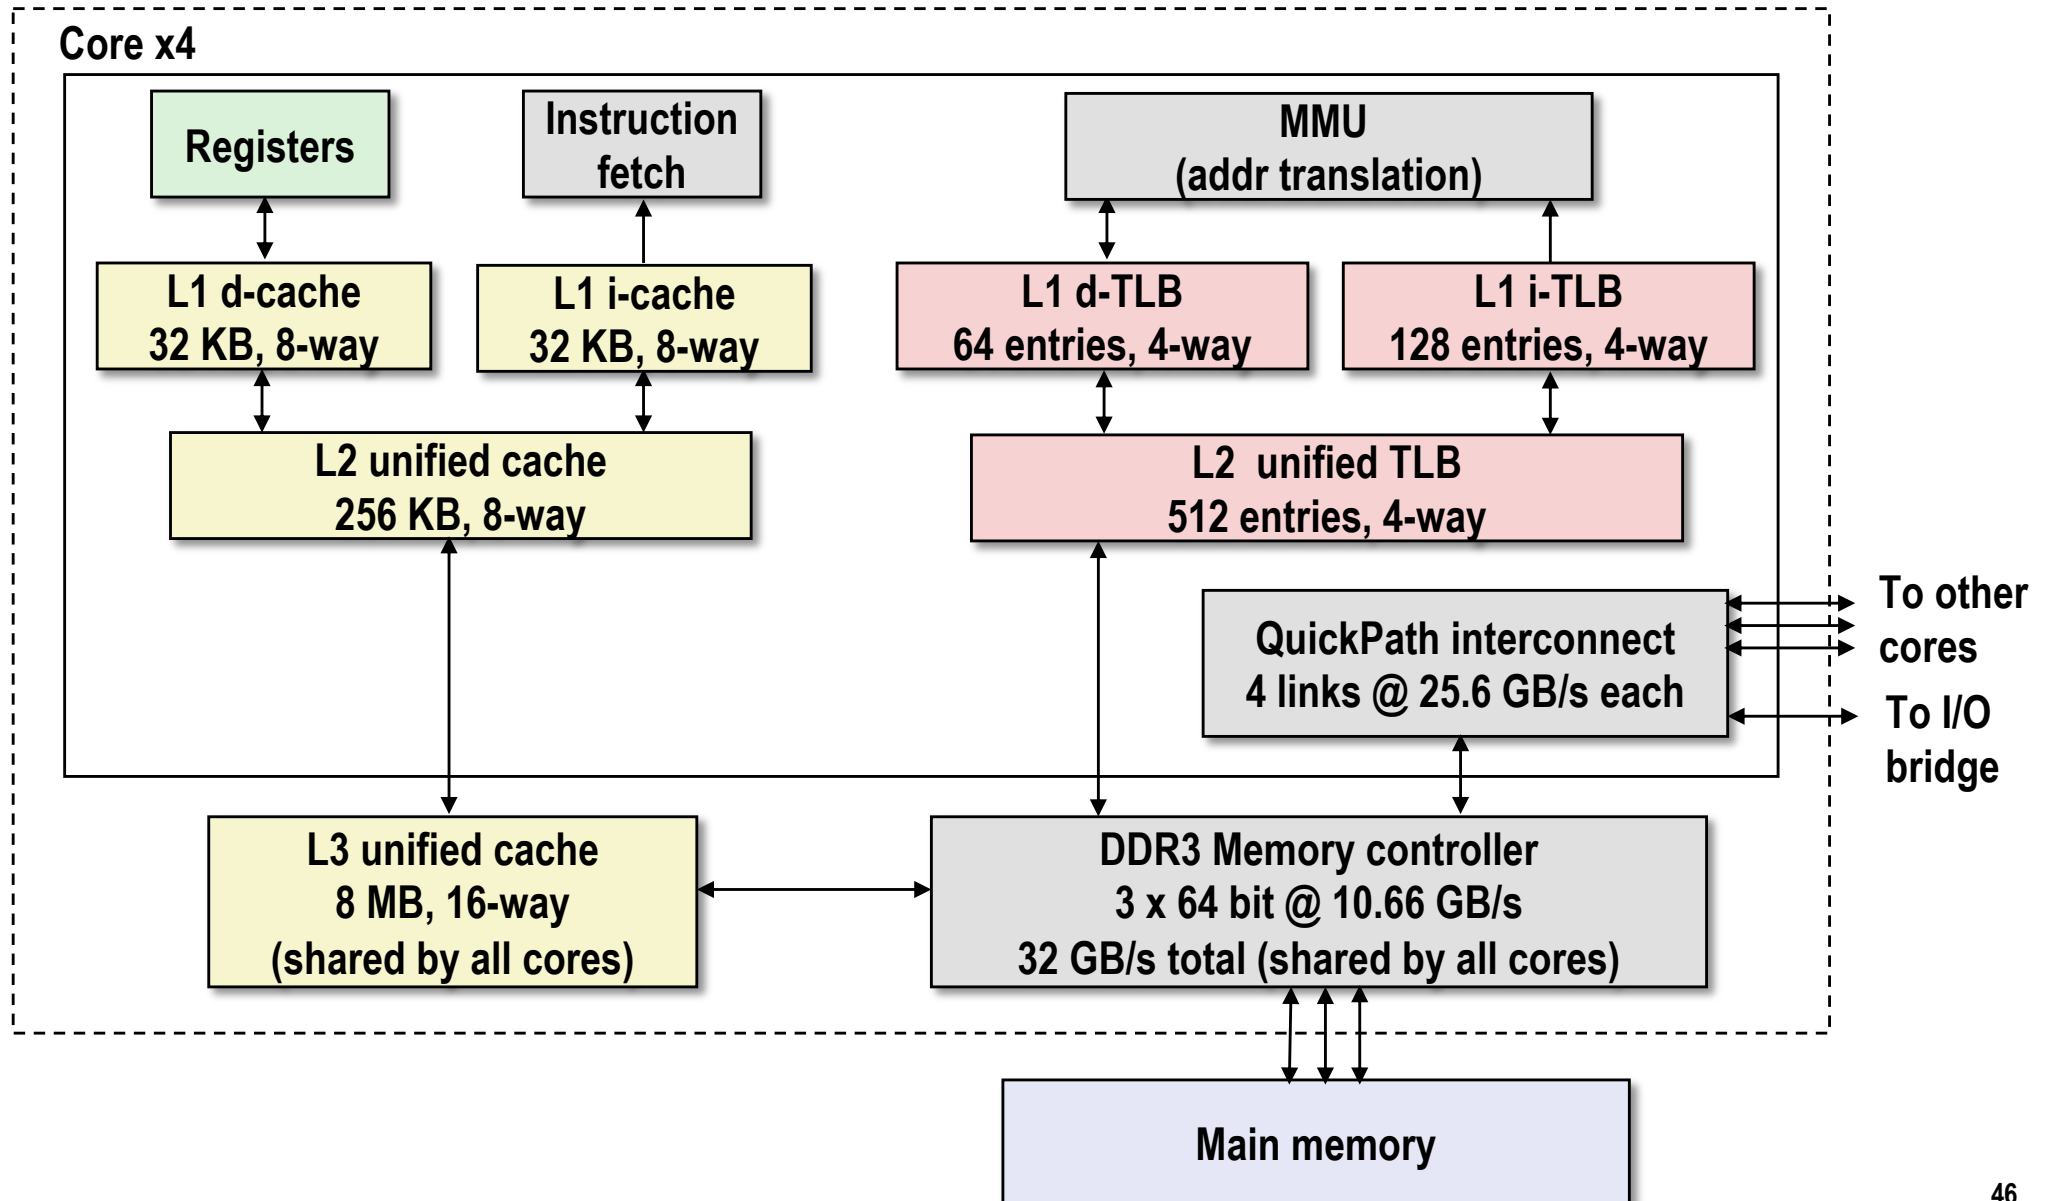 Core x4
Registers
Instruction
fetch
MMU
(addr translation)
L1 d-cache
32 KB, 8-way
L1 i-cache
32 KB, 8-way
L1 d-TLB
64 entries, 4-way
L1 i-TLB
128 entries, 4-way
L2 unified cache
256 KB, 8-way
L2 unified TLB
512 entries, 4-way
QuickPath interconnect
4 links @ 25.6 GB/s each
To other
cores
To I/O
bridge
L3 unified cache
8 MB, 16-way
(shared by all cores)
DDR3 Memory controller
3 x 64 bit @ 10.66 GB/s
32 GB/s total (shared by all cores)
Main memory
46